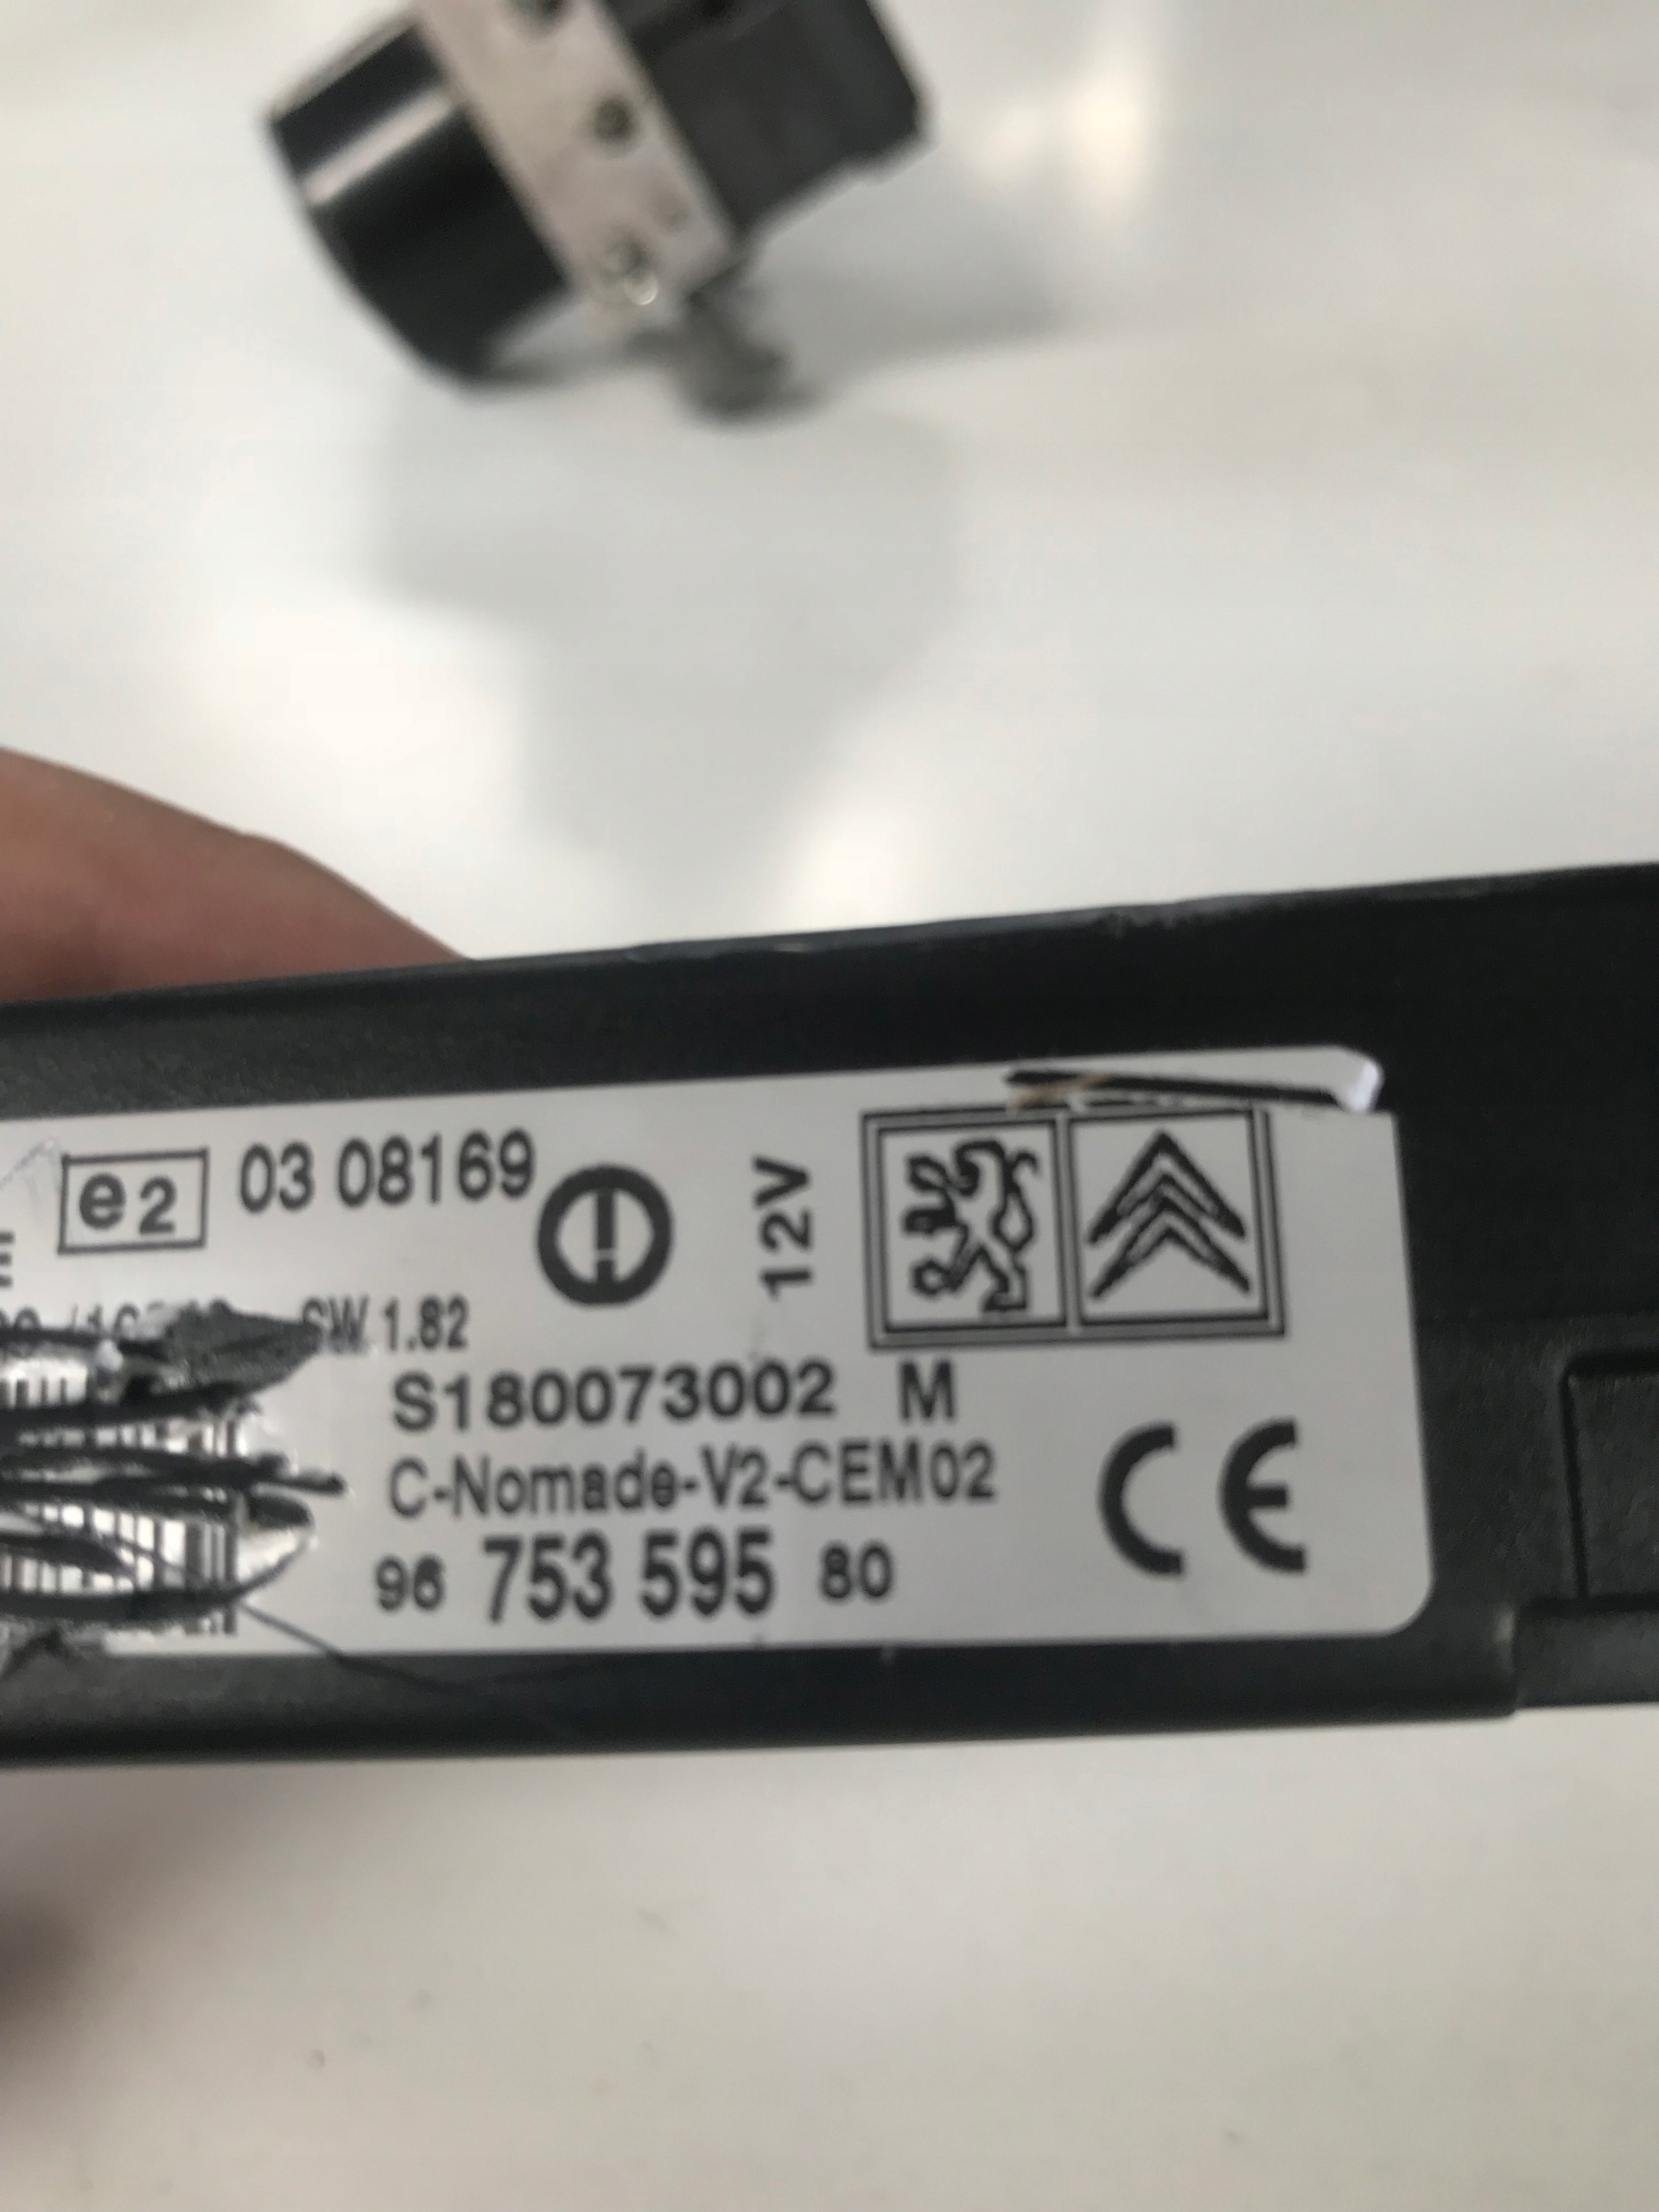 e2 03 08169
12V
SW 1.82
S180073002 M
C-Nomade-V2-CEM02
96 753 595 80
CE